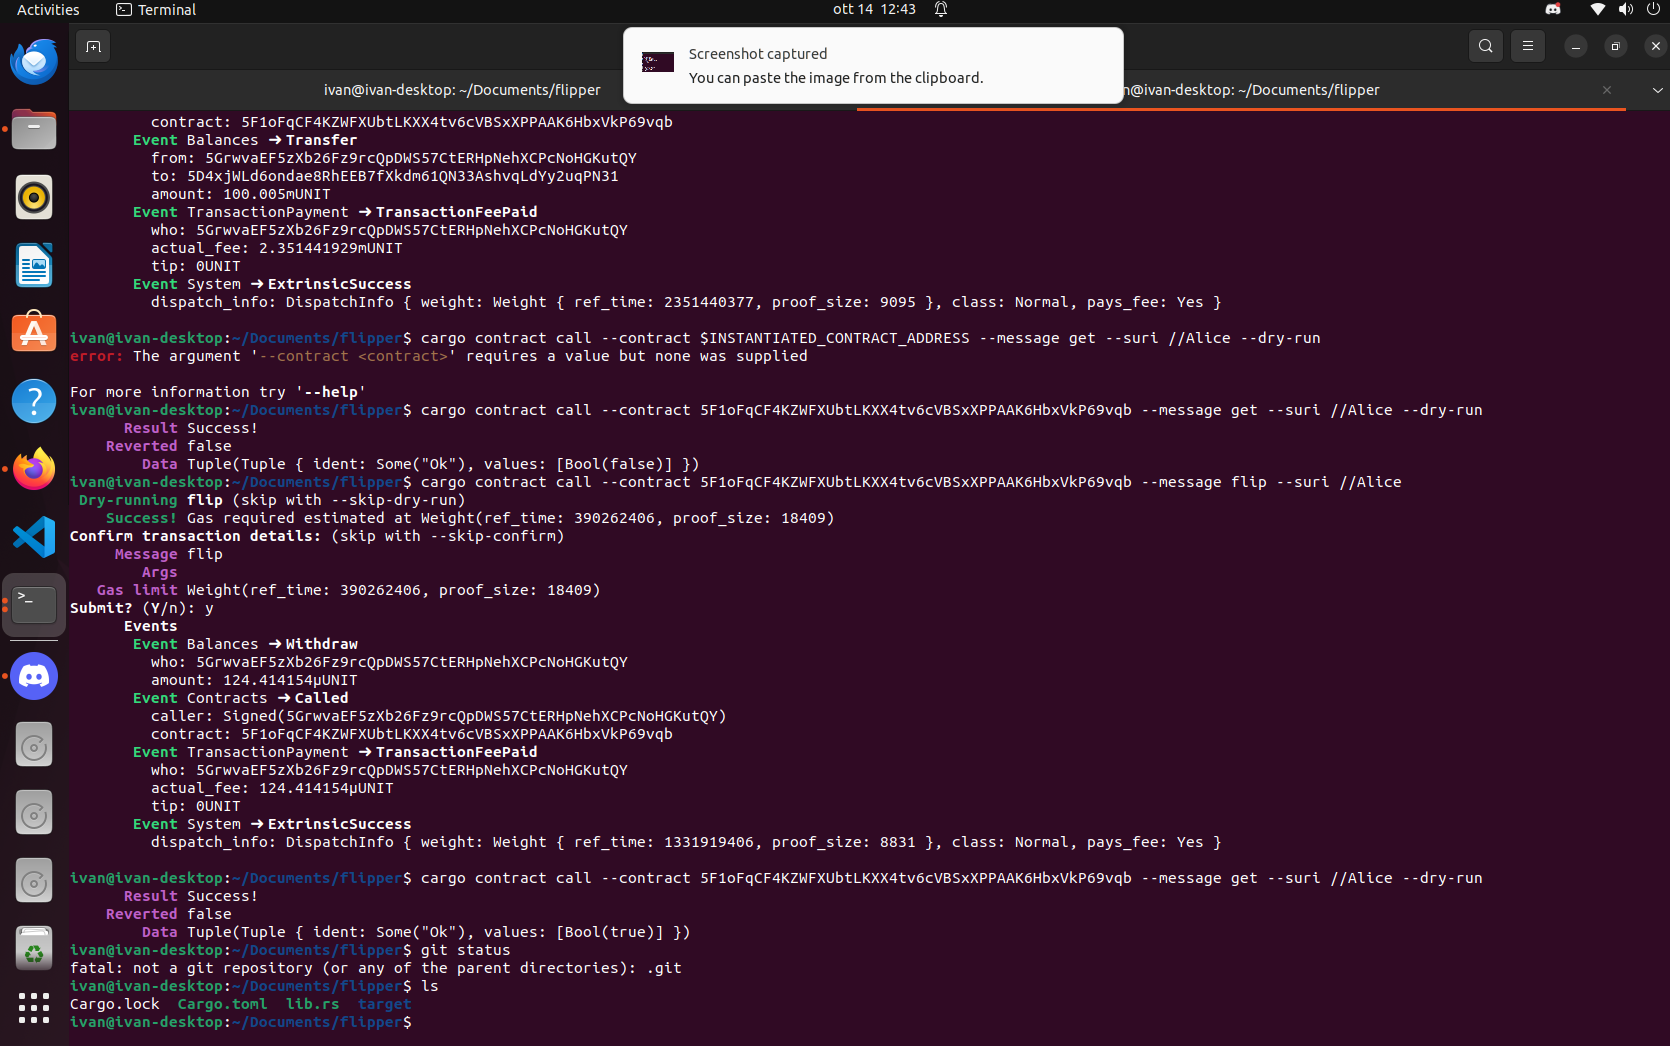 Activities
Terminal
ott 14 12:43
Screenshot captured
You can paste the image from the clipboard.
ivan@ivan-desktop: ~/Documents/flipper
n@ivan-desktop: ~/Documents/flipper
contract: 5F1oFqCF4KZWFXUbtLKXX4tv6cVBSxXPPAAK6HbxVkP69vqb
Event Balances ➜ Transfer
from: 5GrwvaEF5zXb26Fz9rcQpDWS57CtERHpNehXCPcNoHGKutQY
to: 5D4xjWLd6ondae8RhEEB7fXkdm61QN33AshvqLdYy2uqPN31
amount: 100.005mUNIT
Event TransactionPayment ➜ TransactionFeePaid
who: 5GrwvaEF5zXb26Fz9rcQpDWS57CtERHpNehXCPcNoHGKutQY
actual_fee: 2.351441929mUNIT
tip: 0UNIT
Event System ➜ ExtrinsicSuccess
dispatch_info: DispatchInfo { weight: Weight { ref_time: 2351440377, proof_size: 9095 }, class: Normal, pays_fee: Yes }
ivan@ivan-desktop:~/Documents/flipper$ cargo contract call --contract $INSTANTIATED_CONTRACT_ADDRESS --message get --suri //Alice --dry-run
error: The argument '--contract <contract>' requires a value but none was supplied
For more information try '--help'
ivan@ivan-desktop:~/Documents/flipper$ cargo contract call --contract 5F1oFqCF4KZWFXUbtLKXX4tv6cVBSxXPPAAK6HbxVkP69vqb --message get --suri //Alice --dry-run
Result Success!
Reverted false
Data Tuple(Tuple { ident: Some("Ok"), values: [Bool(false)] })
ivan@ivan-desktop:~/Documents/flipper$ cargo contract call --contract 5F1oFqCF4KZWFXUbtLKXX4tv6cVBSxXPPAAK6HbxVkP69vqb --message flip --suri //Alice
Dry-running flip (skip with --skip-dry-run)
Success! Gas required estimated at Weight(ref_time: 390262406, proof_size: 18409)
Confirm transaction details: (skip with --skip-confirm)
Message flip
Args
Gas limit Weight(ref_time: 390262406, proof_size: 18409)
Submit? (Y/n): y
Events
Event Balances ➜ Withdraw
who: 5GrwvaEF5zXb26Fz9rcQpDWS57CtERHpNehXCPcNoHGKutQY
amount: 124.414154µUNIT
Event Contracts ➜ Called
caller: Signed(5GrwvaEF5zXb26Fz9rcQpDWS57CtERHpNehXCPcNoHGKutQY)
contract: 5F1oFqCF4KZWFXUbtLKXX4tv6cVBSxXPPAAK6HbxVkP69vqb
Event TransactionPayment ➜ TransactionFeePaid
who: 5GrwvaEF5zXb26Fz9rcQpDWS57CtERHpNehXCPcNoHGKutQY
actual_fee: 124.414154µUNIT
tip: 0UNIT
Event System ➜ ExtrinsicSuccess
dispatch_info: DispatchInfo { weight: Weight { ref_time: 1331919406, proof_size: 8831 }, class: Normal, pays_fee: Yes }
ivan@ivan-desktop:~/Documents/flipper$ cargo contract call --contract 5F1oFqCF4KZWFXUbtLKXX4tv6cVBSxXPPAAK6HbxVkP69vqb --message get --suri //Alice --dry-run
Result Success!
Reverted false
Data Tuple(Tuple { ident: Some("Ok"), values: [Bool(true)] })
ivan@ivan-desktop:~/Documents/flipper$ git status
fatal: not a git repository (or any of the parent directories): .git
ivan@ivan-desktop:~/Documents/flipper$ ls
Cargo.lock Cargo.toml lib.rs target
ivan@ivan-desktop:~/Documents/flipper$